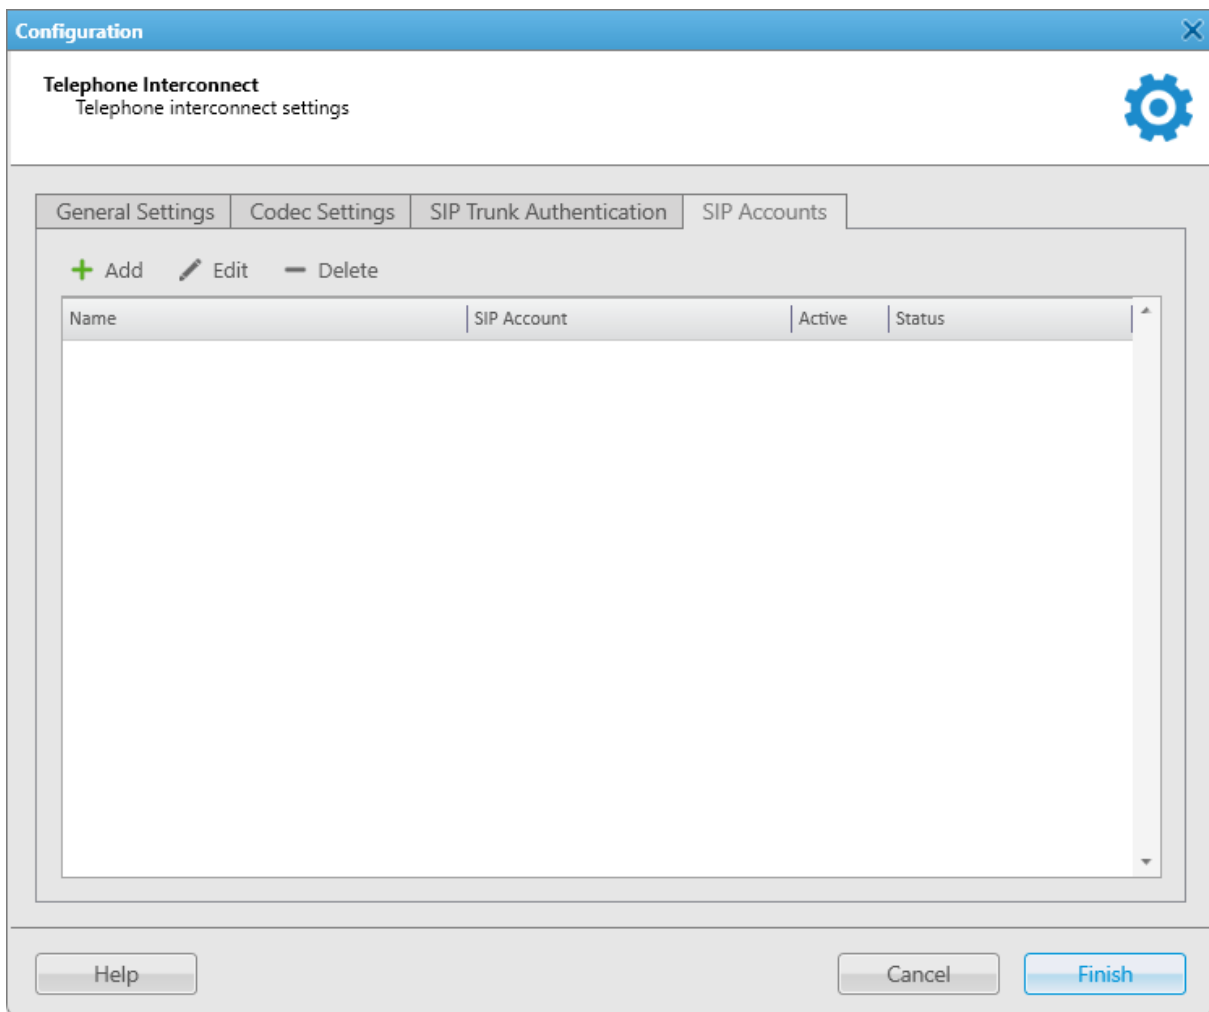 Configuration
Telephone Interconnect
Telephone interconnect settings
General Settings Codec Settings SIP Trunk Authentication SIP Accounts
Add Edit Delete
Name SIP Account Active Status
Help Cancel Finish